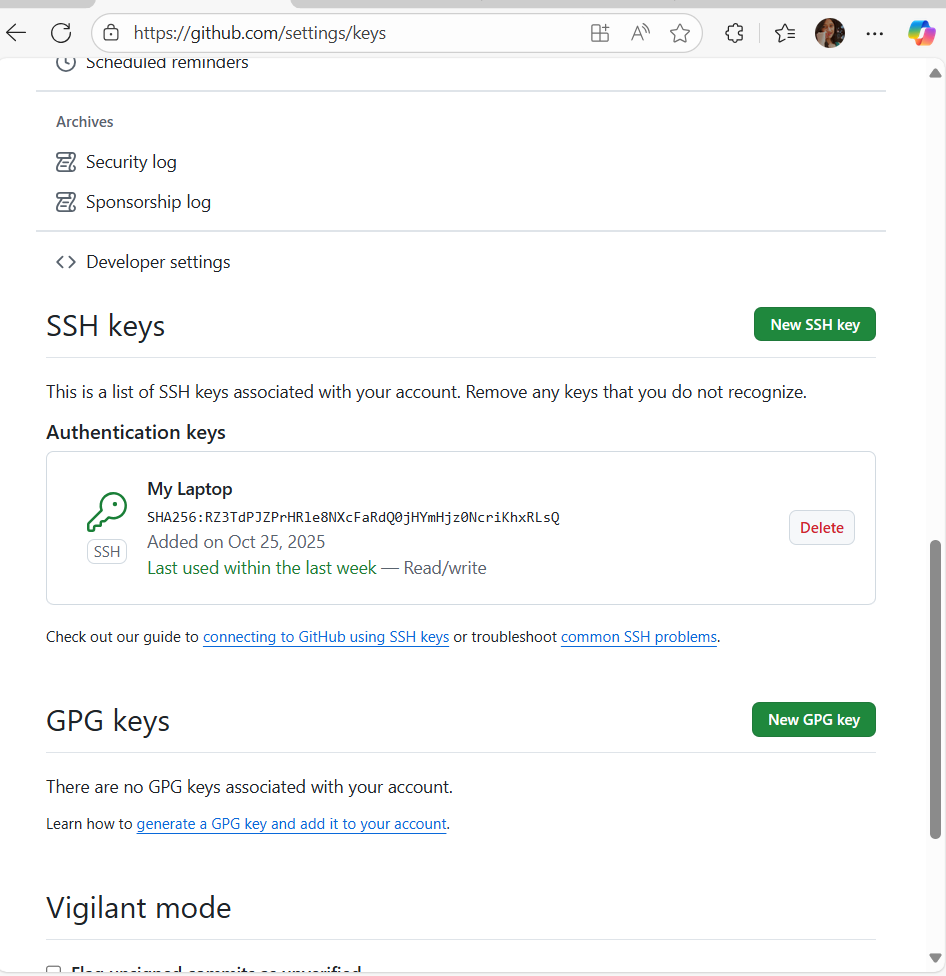 https://github.com/settings/keys
Scheduled reminders
Archives
Security log
Sponsorship log
Developer settings
SSH keys
New SSH key
This is a list of SSH keys associated with your account. Remove any keys that you do not recognize.
Authentication keys
My Laptop
SHA256:RZ3TdPJZPrHRle8NXcFaRdQ0jHYmHjz0NcriKhxRLsQ
Added on Oct 25, 2025
SSH
Delete
Last used within the last week — Read/write
Check out our guide to connecting to GitHub using SSH keys or troubleshoot common SSH problems.
GPG keys
New GPG key
There are no GPG keys associated with your account.
Learn how to generate a GPG key and add it to your account.
Vigilant mode
Flag unsigned commits as unverified